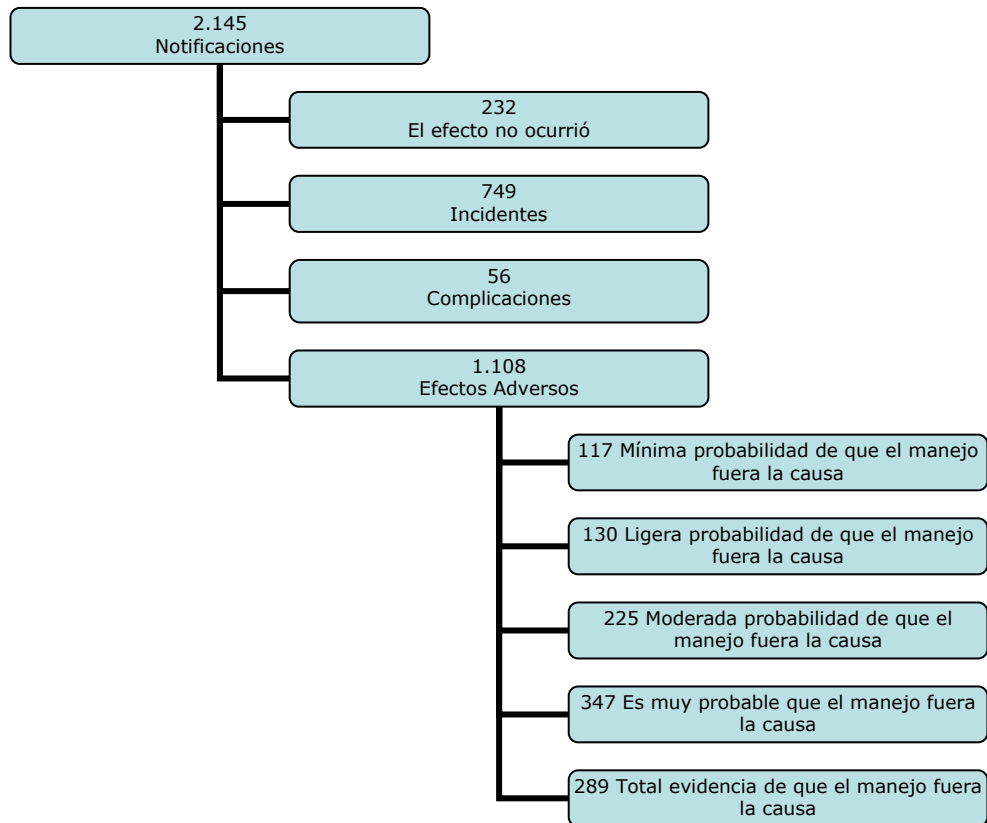 2.145
Notificaciones
232
El efecto no ocurrió
749
Incidentes
56
Complicaciones
1.108
Efectos Adversos
117 Mínima probabilidad de que el manejo
fuera la causa
130 Ligera probabilidad de que el manejo
fuera la causa
225 Moderada probabilidad de que el
manejo fuera la causa
347 Es muy probable que el manejo fuera
la causa
289 Total evidencia de que el manejo fuera
la causa